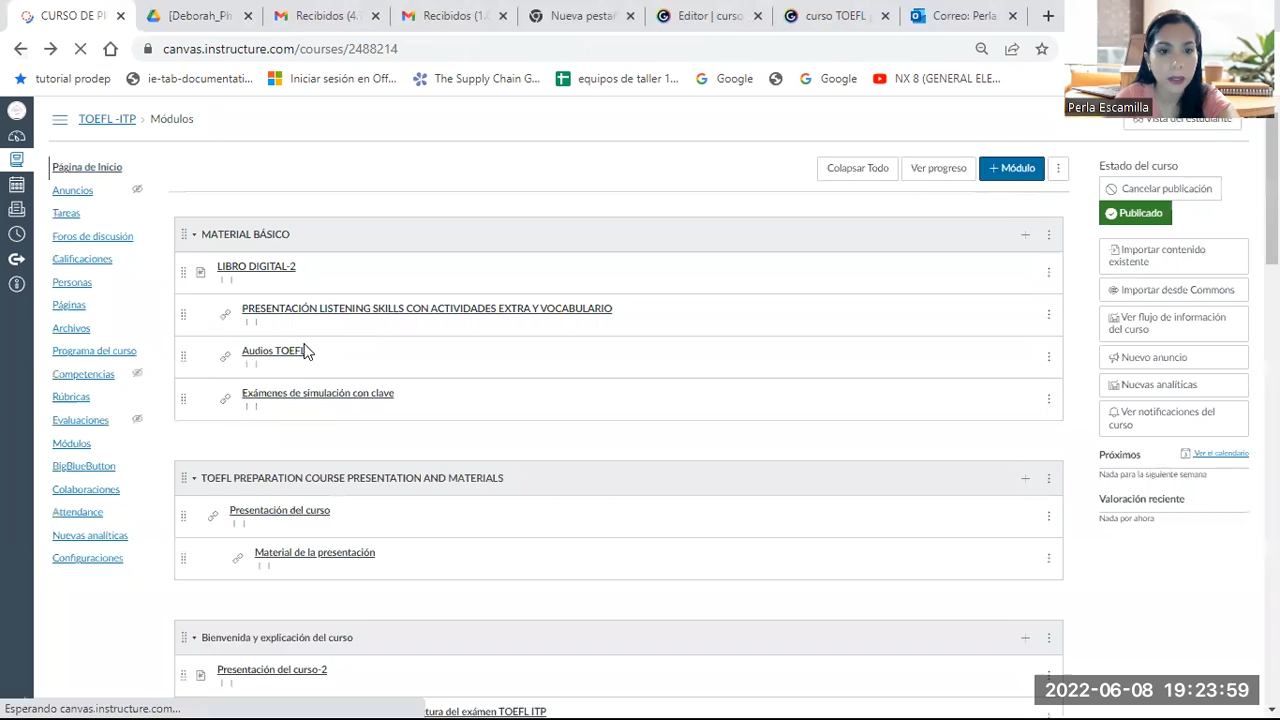 CURSO DE P
[Deborah_Ph
Recibidos (4.
Recibidos (1
Nueva pestañ
Editor | curs
coso TOEFL
Correo: Perla
canvas.instructure.com/courses/2488214
tutorial prodep
ie-tab-documentati...
Iniciar sesión en Cin...
The Supply Chain G...
equipos de taller 1...
Google
Google
NX 8 (GENERAL ELE...
Perla Escamilla
TOEFL -ITP › Módulos
Vista del estudiante
Página de Inicio
Anuncios
Tareas
Foros de discusión
Calificaciones
Personas
Páginas
Archivos
Programa del curso
Competencias
Rúbricas
Evaluaciones
Módulos
BigBlueButton
Colaboraciones
Attendance
Nuevas analíticas
Configuraciones
Colapsar Todo
Ver progreso
+ Módulo
MATERIAL BÁSICO
LIBRO DIGITAL-2
PRESENTACIÓN LISTENING SKILLS CON ACTIVIDADES EXTRA Y VOCABULARIO
Audios TOEFL
Exámenes de simulación con clave
TOEFL PREPARATION COURSE PRESENTATION AND MATERIALS
Presentación del curso
Material de la presentación
Bienvenida y explicación del curso
Presentación del curso-2
tura del exámen TOEFL ITP
Estado del curso
Cancelar publicación
Publicado
Importar contenido
existente
Importar desde Commons
Ver flujo de información
del curso
Nuevo anuncio
Nuevas analíticas
Ver notificaciones del
curso
Próximos
Ver el calendario
Nada para la siguiente semana
Valoración reciente
Nada por ahora
Esperando canvas.instructure.com...
2022-06-08 19:23:59